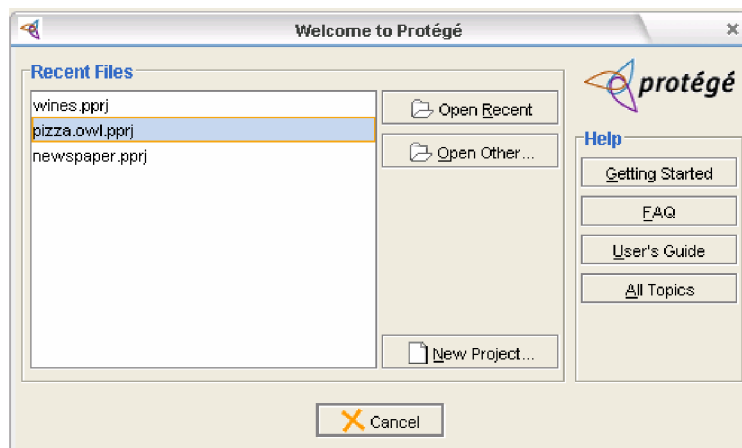 Welcome to Protégé
Recent Files
wines.pprj
pizza.owl.pprj
newspaper.pprj
Open Recent
Open Other...
New Project...
protégé
Help
Getting Started
FAQ
User's Guide
All Topics
Cancel